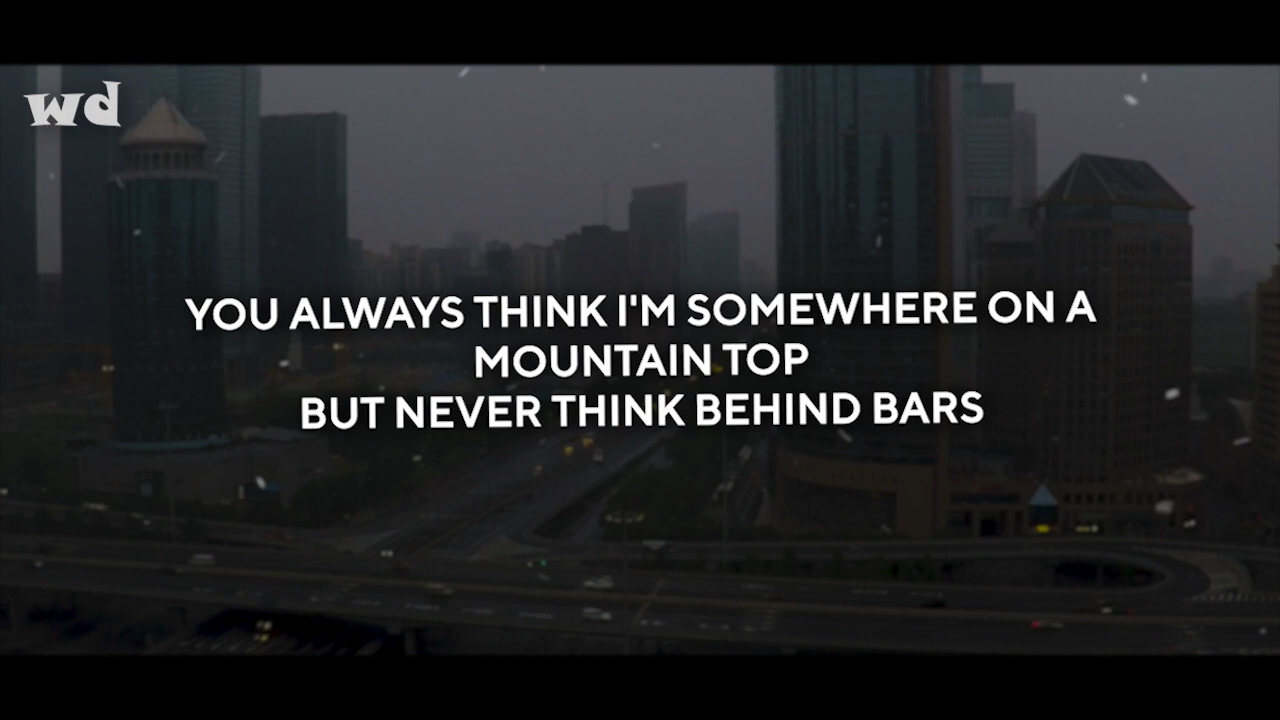 wd
YOU ALWAYS THINK I'M SOMEWHERE ON A
MOUNTAIN TOP
BUT NEVER THINK BEHIND BARS